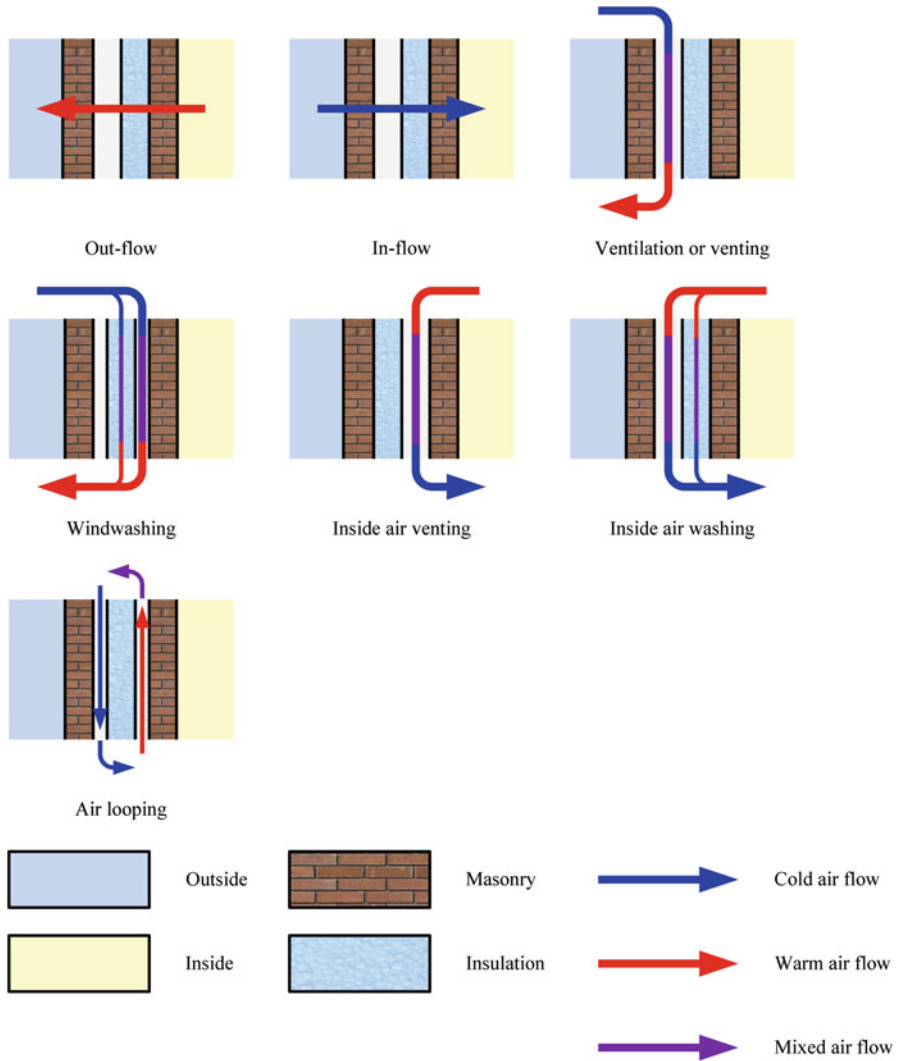 Out-flow
In-flow
Ventilation or venting
Windwashing
Inside air venting
Inside air washing
Air looping
Outside
Masonry
Cold air flow
Inside
Insulation
Warm air flow
Mixed air flow